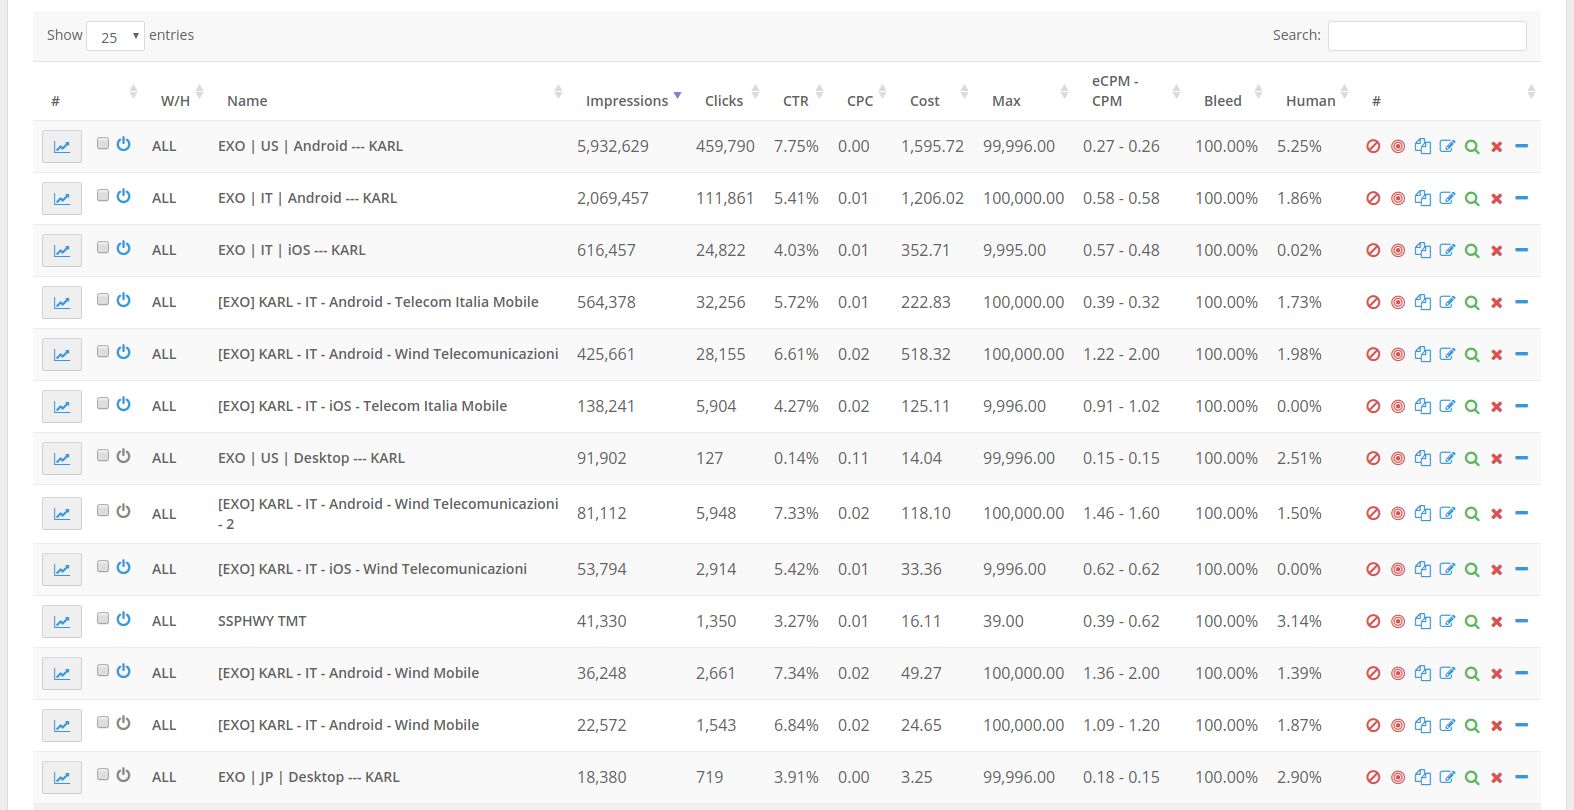 Show 25 entries Search:
# W/H Name Impressions Clicks CTR CPC Cost Max eCPM - CPM Bleed Human #
ALL EXO | US | Android --- KARL 5,932,629 459,790 7.75% 0.00 1,595.72 99,996.00 0.27 - 0.26 100.00% 5.25%
ALL EXO | IT | Android --- KARL 2,069,457 111,861 5.41% 0.01 1,206.02 100,000.00 0.58 - 0.58 100.00% 1.86%
ALL EXO | IT | iOS --- KARL 616,457 24,822 4.03% 0.01 352.71 9,995.00 0.57 - 0.48 100.00% 0.02%
ALL [EXO] KARL - IT - Android - Telecom Italia Mobile 564,378 32,256 5.72% 0.01 222.83 100,000.00 0.39 - 0.32 100.00% 1.73%
ALL [EXO] KARL - IT - Android - Wind Telecomunicazioni 425,661 28,155 6.61% 0.02 518.32 100,000.00 1.22 - 2.00 100.00% 1.98%
ALL [EXO] KARL - IT - iOS - Telecom Italia Mobile 138,241 5,904 4.27% 0.02 125.11 9,996.00 0.91 - 1.02 100.00% 0.00%
ALL EXO | US | Desktop --- KARL 91,902 127 0.14% 0.11 14.04 99,996.00 0.15 - 0.15 100.00% 2.51%
ALL [EXO] KARL - IT - Android - Wind Telecomunicazioni - 2 81,112 5,948 7.33% 0.02 118.10 100,000.00 1.46 - 1.60 100.00% 1.50%
ALL [EXO] KARL - IT - iOS - Wind Telecomunicazioni 53,794 2,914 5.42% 0.01 33.36 9,996.00 0.62 - 0.62 100.00% 0.00%
ALL SSPHWY TMT 41,330 1,350 3.27% 0.01 16.11 39.00 0.39 - 0.62 100.00% 3.14%
ALL [EXO] KARL - IT - Android - Wind Mobile 36,248 2,661 7.34% 0.02 49.27 100,000.00 1.36 - 2.00 100.00% 1.39%
ALL [EXO] KARL - IT - Android - Wind Mobile 22,572 1,543 6.84% 0.02 24.65 100,000.00 1.09 - 1.20 100.00% 1.87%
ALL EXO | JP | Desktop --- KARL 18,380 719 3.91% 0.00 3.25 99,996.00 0.18 - 0.15 100.00% 2.90%